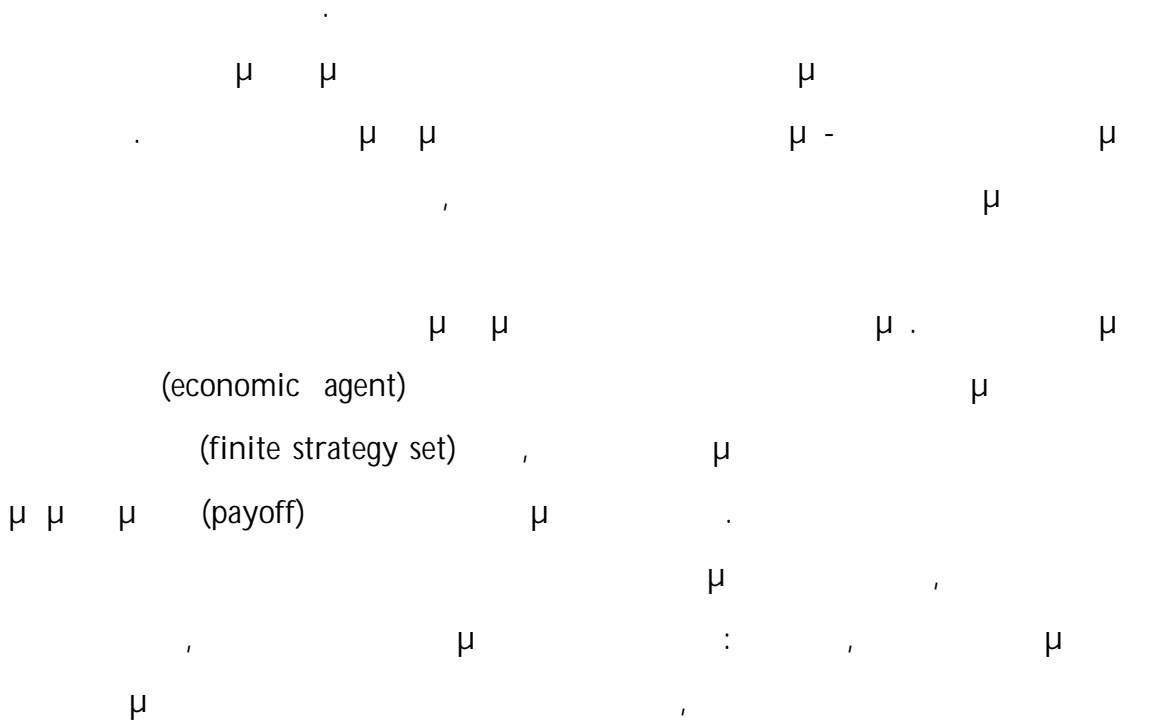 .
μ μ μ
. μ μ μ - μ
, μ
μ μ μ . μ
(economic agent) μ
(finite strategy set) , μ
μ μ μ (payoff) μ .
μ ,
, μ : , μ
μ ,